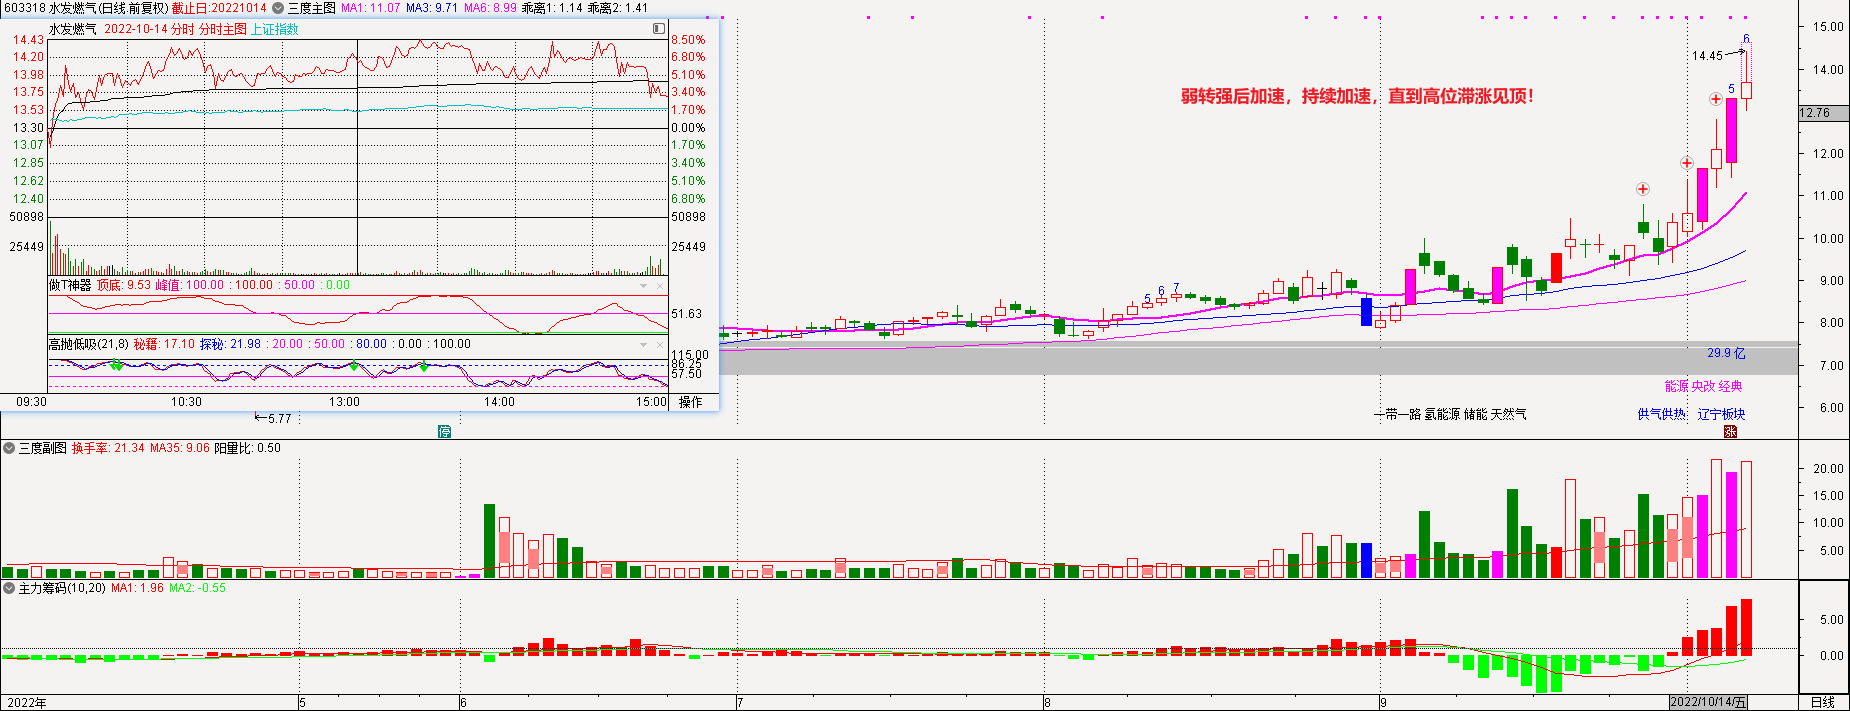 603318 水发燃气(日线.前复权) 截止日:20221014 三度主图 MA1: 11.07 MA3: 9.71 MA6: 8.99 乖离1: 1.14 乖离2: 1.41
水发燃气 2022-10-14 分时 分时主图 上证指数
14.43 8.50%
14.20 6.80%
13.98 5.10%
13.75 3.40%
13.53 1.70%
13.30 0.00%
13.07 1.70%
12.85 3.40%
12.62 5.10%
12.40 6.80%
50898 50898
25449 25449
做T神器 顶底: 9.53 峰值: 100.00 : 100.00 : 50.00 : 0.00
51.63
高抛低吸(21,8) 秘籍: 17.10 探秘: 21.98 : 20.00 : 50.00 : 80.00 : 0.00 : 100.00
115.00
86.25
57.50
09:30 10:30 13:00 14:00 15:00 操作
5.77
停
弱转强后加速，持续加速，直到高位滞涨见顶！
14.45
6
5
5 6 7
15.00
14.00
12.76
12.00
11.00
10.00
9.00
8.00
7.00
6.00
29.9 亿
能源 央改 经典
一带一路 氢能源 储能 天然气 供气供热 辽宁板块
涨
三度副图 换手率: 21.34 MA35: 9.06 阳量比: 0.50
20.00
15.00
10.00
5.00
主力筹码(10,20) MA1: 1.96 MA2: -0.55
5.00
0.00
2022年 5 6 7 8 9 2022/10/14/五 日线